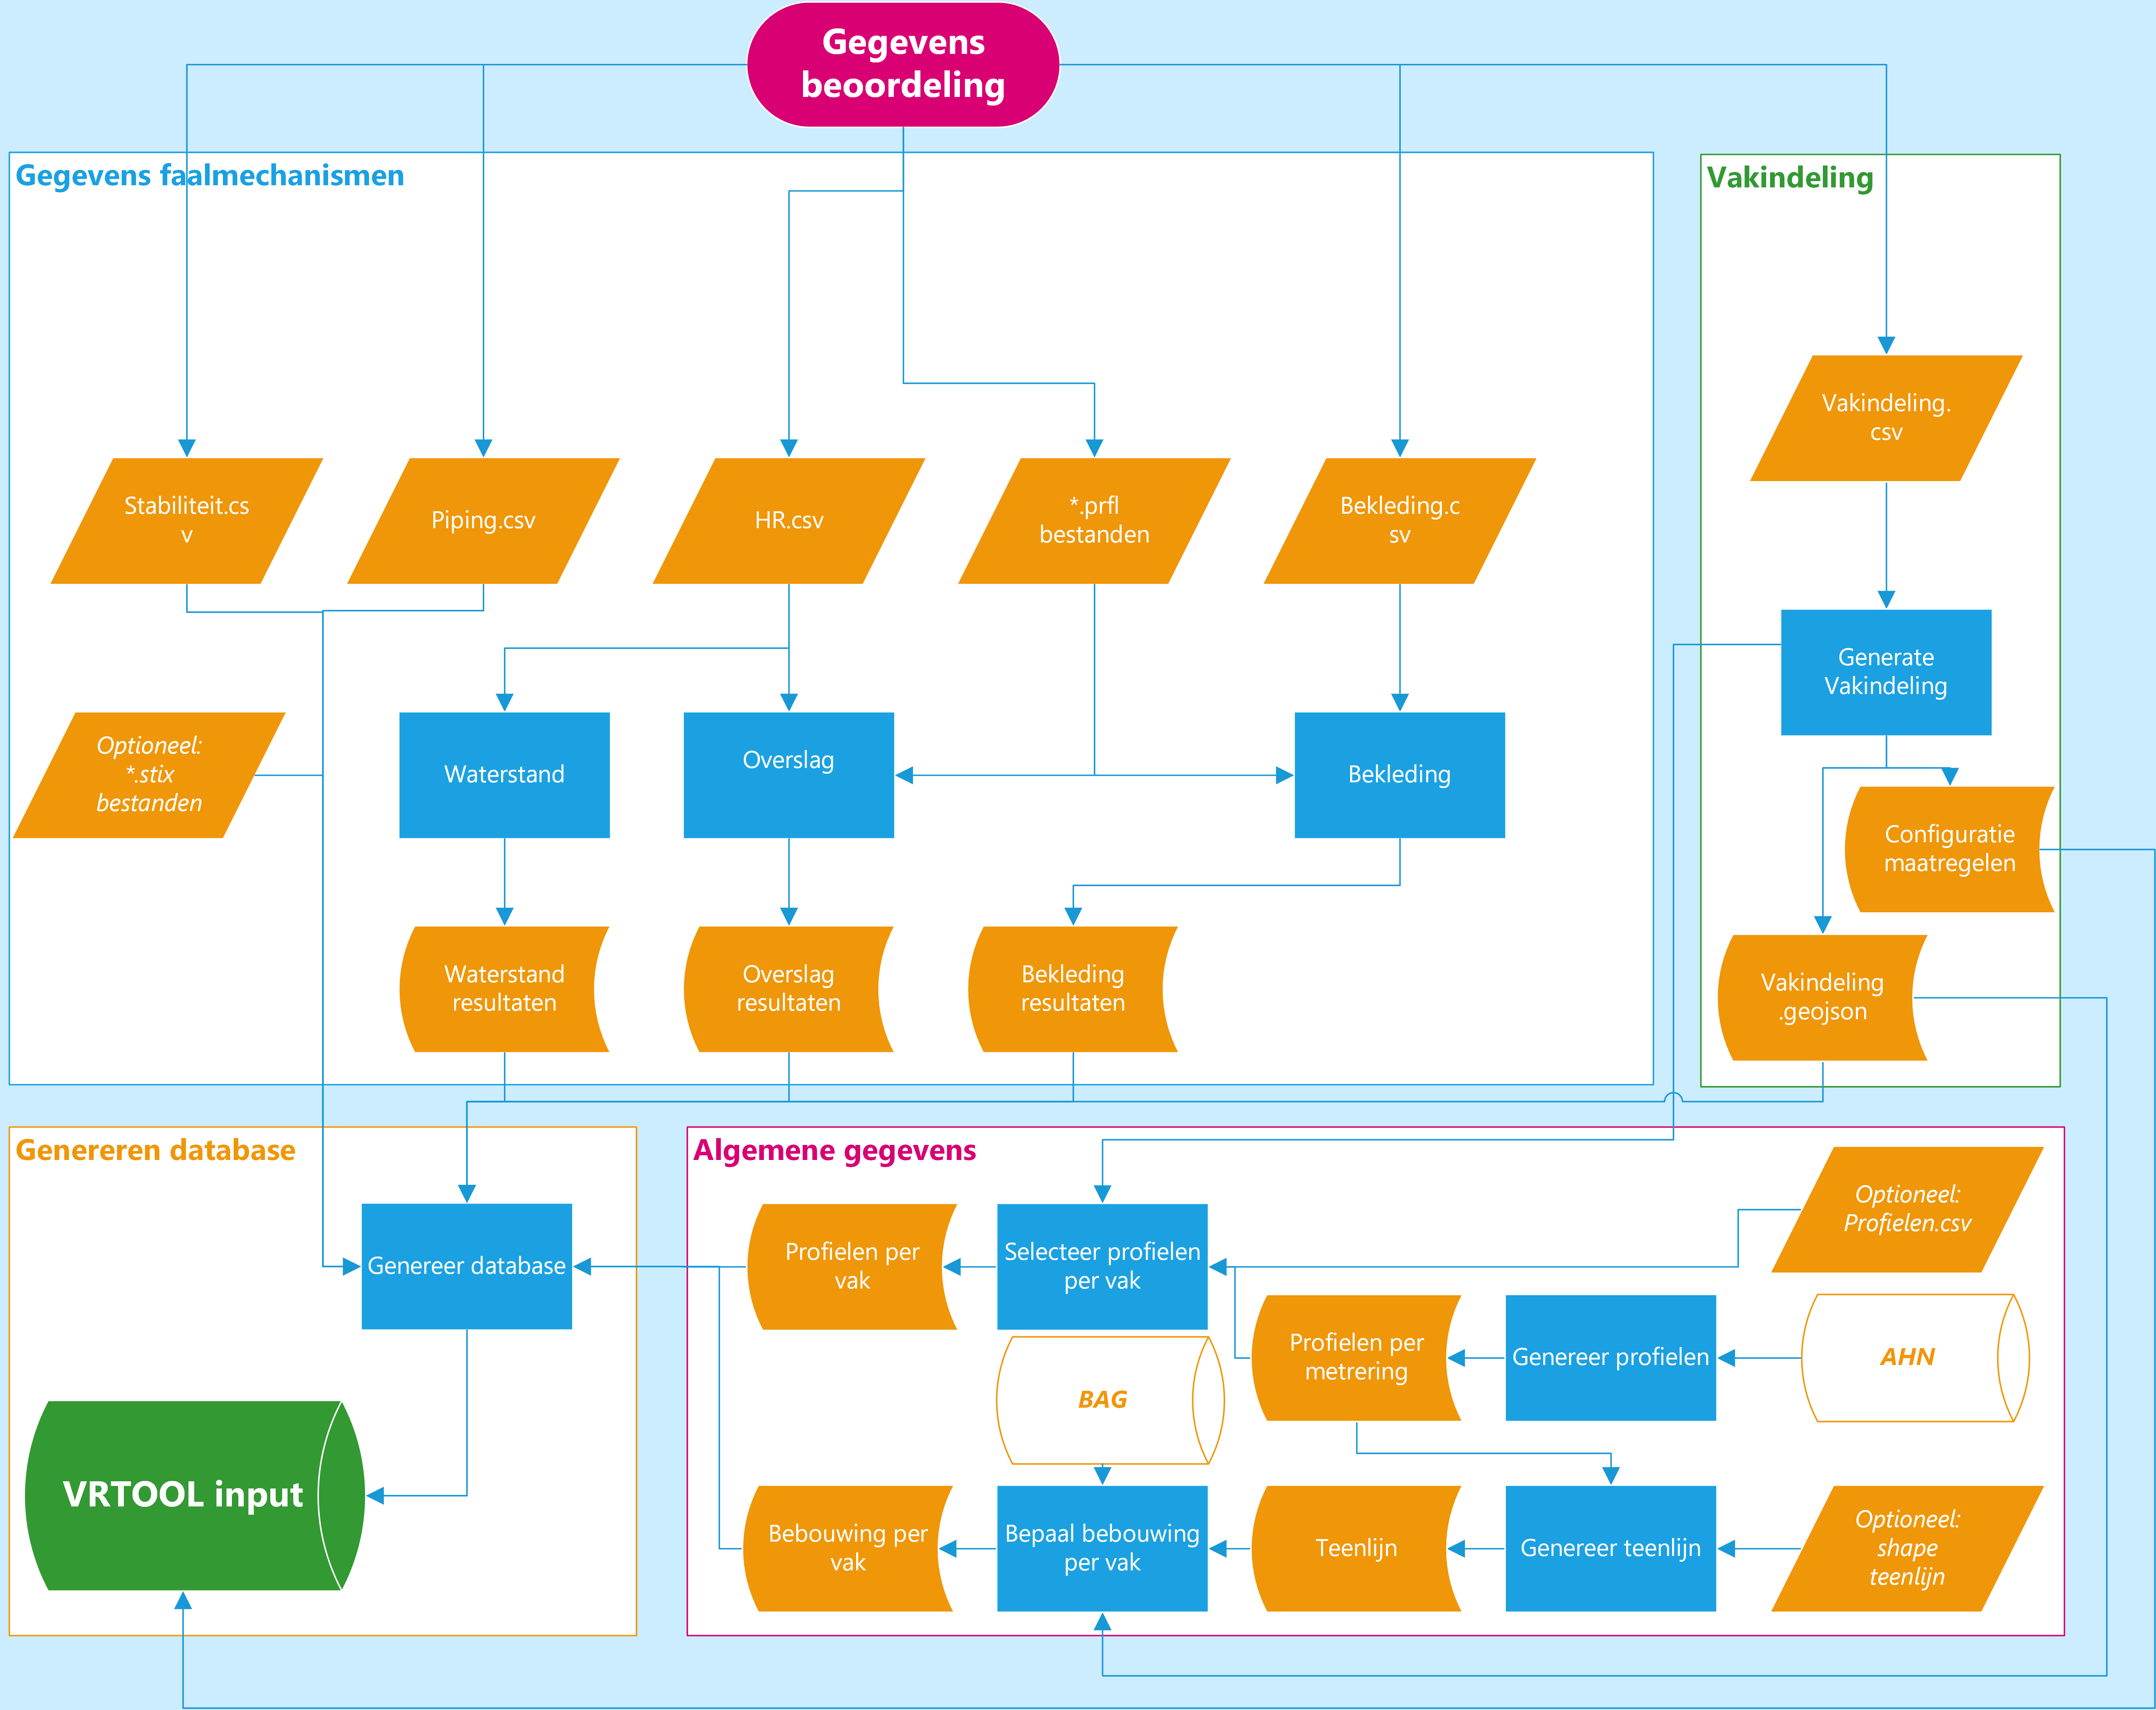 Gegevens
beoordeling
Gegevens faalmechanismen
Vakindeling
Vakindeling.
csv
Stabiliteit.cs
v
Piping.csv
HR.csv
*.prfl
bestanden
Bekleding.c
sv
Generate
Vakindeling
Optioneel:
*.stix
bestanden
Waterstand
Overslag
Bekleding
Configuratie
maatregelen
Waterstand
resultaten
Overslag
resultaten
Bekleding
resultaten
Vakindeling
.geojson
Genereren database
Algemene gegevens
Optioneel:
Profielen.csv
Genereer database
Profielen per
vak
Selecteer profielen
per vak
Profielen per
metrering
Genereer profielen
AHN
BAG
VRTOOL input
Bebouwing per
vak
Bepaal bebouwing
per vak
Teenlijn
Genereer teenlijn
Optioneel:
shape
teenlijn